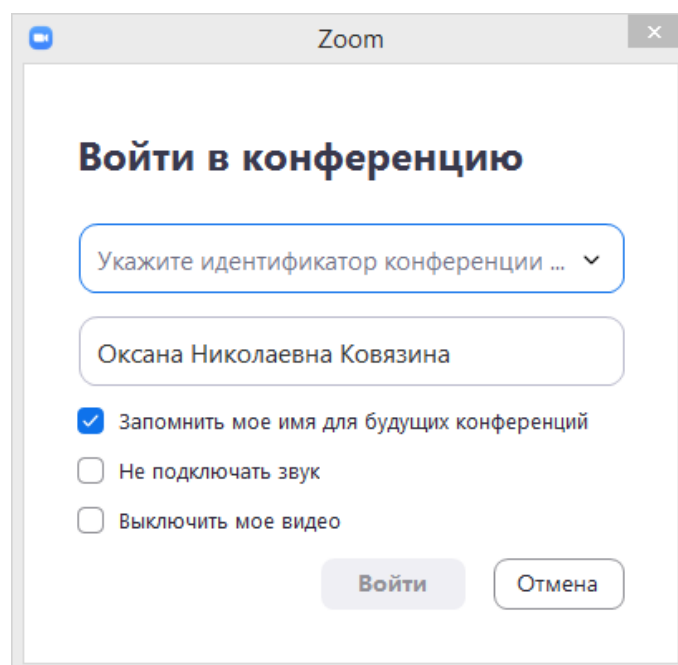 Zoom
Войти в конференцию
Укажите идентификатор конференции ...
Оксана Николаевна Ковязина
Запомнить мое имя для будущих конференций
Не подключать звук
Выключить мое видео
Войти Отмена